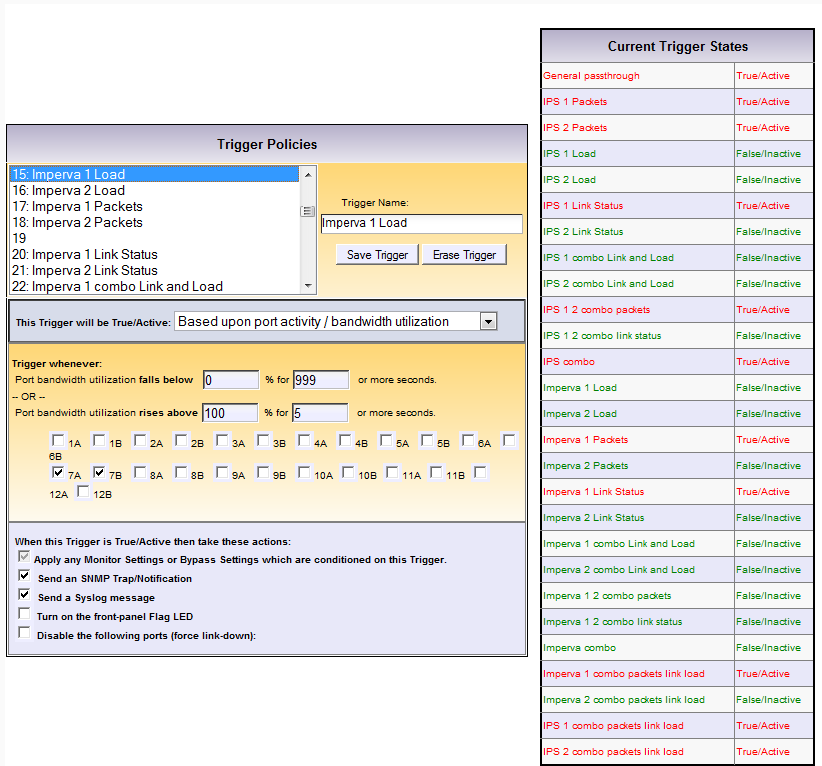 Trigger Policies
15: Imperva 1 Load
16: Imperva 2 Load
17: Imperva 1 Packets
18: Imperva 2 Packets
19
20: Imperva 1 Link Status
21: Imperva 2 Link Status
22: Imperva 1 combo Link and Load
Trigger Name:
Imperva 1 Load
Save Trigger Erase Trigger
This Trigger will be True/Active: Based upon port activity / bandwidth utilization
Trigger whenever:
Port bandwidth utilization falls below 0 % for 999 or more seconds.
-- OR --
Port bandwidth utilization rises above 100 % for 5 or more seconds.
1A 1B 2A 2B 3A 3B 4A 4B 5A 5B 6A
6B
7A 7B 8A 8B 9A 9B 10A 10B 11A 11B
12A 12B
When this Trigger is True/Active then take these actions:
Apply any Monitor Settings or Bypass Settings which are conditioned on this Trigger.
Send an SNMP Trap/Notification
Send a Syslog message
Turn on the front-panel Flag LED
Disable the following ports (force link-down):
Current Trigger States
General passthrough True/Active
IPS 1 Packets True/Active
IPS 2 Packets True/Active
IPS 1 Load False/Inactive
IPS 2 Load False/Inactive
IPS 1 Link Status True/Active
IPS 2 Link Status False/Inactive
IPS 1 combo Link and Load False/Inactive
IPS 2 combo Link and Load False/Inactive
IPS 1 2 combo packets True/Active
IPS 1 2 combo link status False/Inactive
IPS combo True/Active
Imperva 1 Load False/Inactive
Imperva 2 Load False/Inactive
Imperva 1 Packets True/Active
Imperva 2 Packets False/Inactive
Imperva 1 Link Status True/Active
Imperva 2 Link Status False/Inactive
Imperva 1 combo Link and Load False/Inactive
Imperva 2 combo Link and Load False/Inactive
Imperva 1 2 combo packets False/Inactive
Imperva 1 2 combo link status False/Inactive
Imperva combo False/Inactive
Imperva 1 combo packets link load True/Active
Imperva 2 combo packets link load False/Inactive
IPS 1 combo packets link load True/Active
IPS 2 combo packets link load True/Active